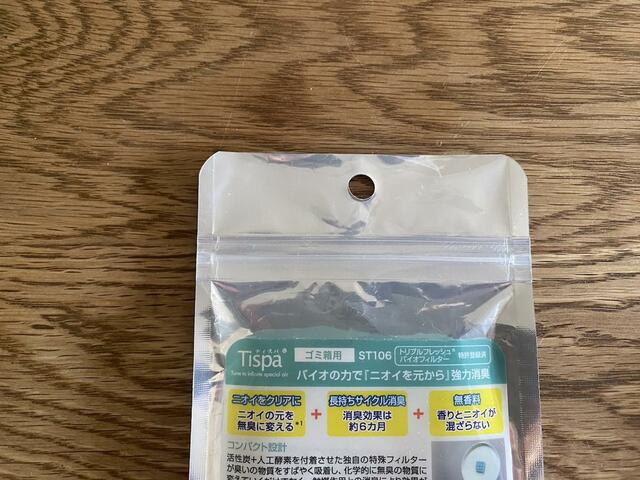 ティスパ
Tispa®
Tune to inlcute special air
ゴミ箱用
ST106
トリプルフレッシュ®
バイオフィルター
特許登録済
バイオの力で『ニオイを元から』強力消臭
ニオイをクリアに
ニオイの元を
無臭に変える*1
+
長持ちサイクル消臭
消臭効果は
約6カ月
+
無香料
香りとニオイが
混ざらない
コンパクト設計
活性炭+人工酵素を付着させた独自の特殊フィルター
が臭いの物質をすばやく吸着し、化学的に無臭の物質に